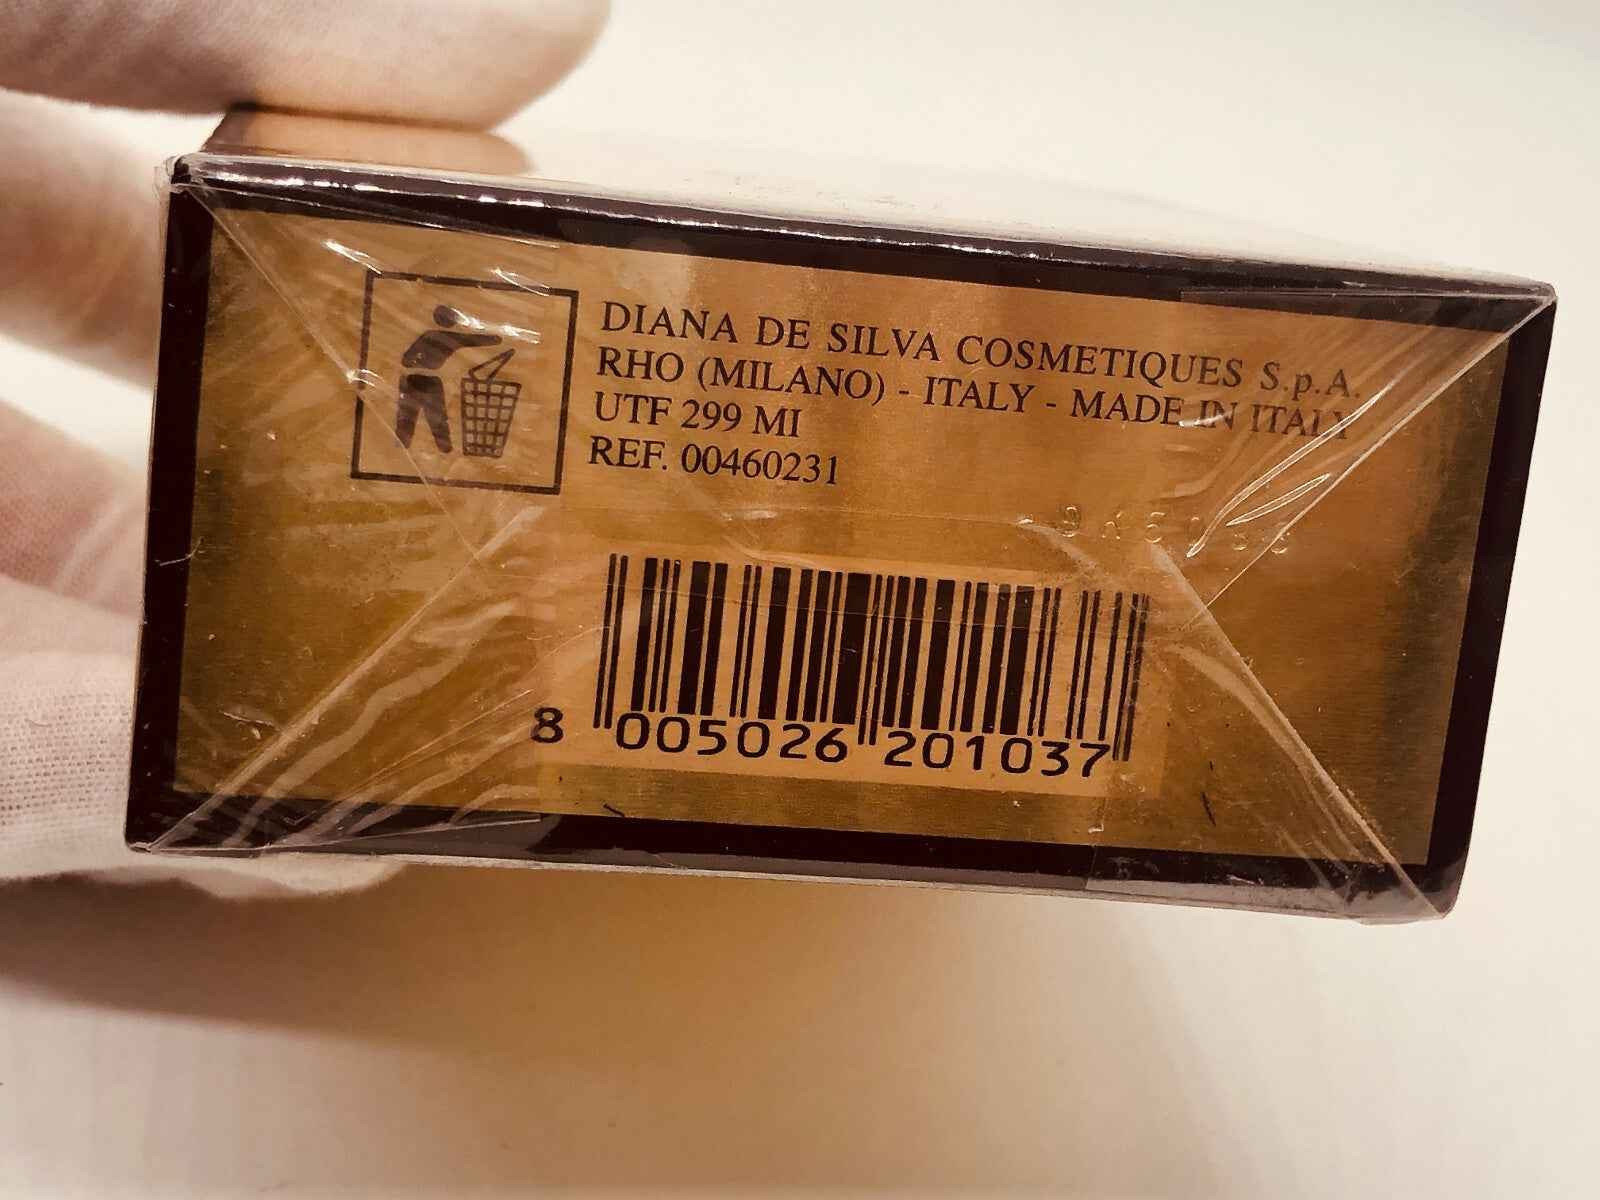 DIANA DE SILVA COSMETIQUES S.p.A.
RHO (MILANO) - ITALY - MADE IN ITALY
UTF 299 MI
REF. 00460231
8 005026 201037